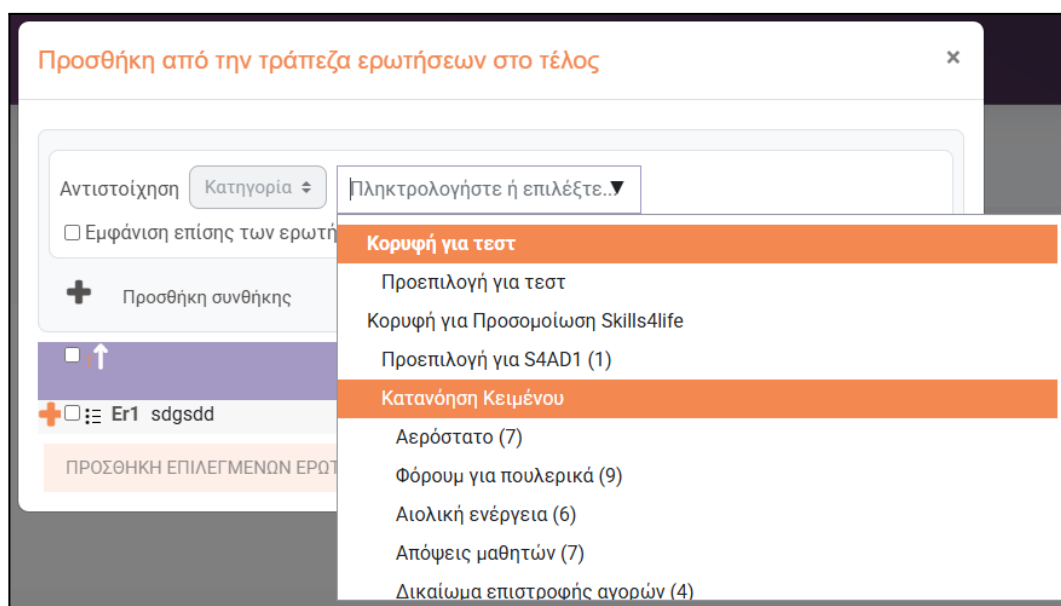 Προσθήκη από την τράπεζα ερωτήσεων στο τέλος ×
Αντιστοίχηση Κατηγορία Πληκτρολογήστε ή επιλέξτε..
Εμφάνιση επίσης των ερωτή
Κορυφή για τεστ
Προεπιλογή για τεστ
Προσθήκη συνθήκης
Κορυφή για Προσομοίωση Skills4life
Προεπιλογή για S4AD1 (1)
Κατανόηση Κειμένου
Er1 sdgsdd
Αερόστατο (7)
ΠΡΟΣΘΗΚΗ ΕΠΙΛΕΓΜΕΝΩΝ ΕΡΩΤ
Φόρουμ για πουλερικά (9)
Αιολική ενέργεια (6)
Απόψεις μαθητών (7)
Δικαίωμα επιστροφής αγορών (4)